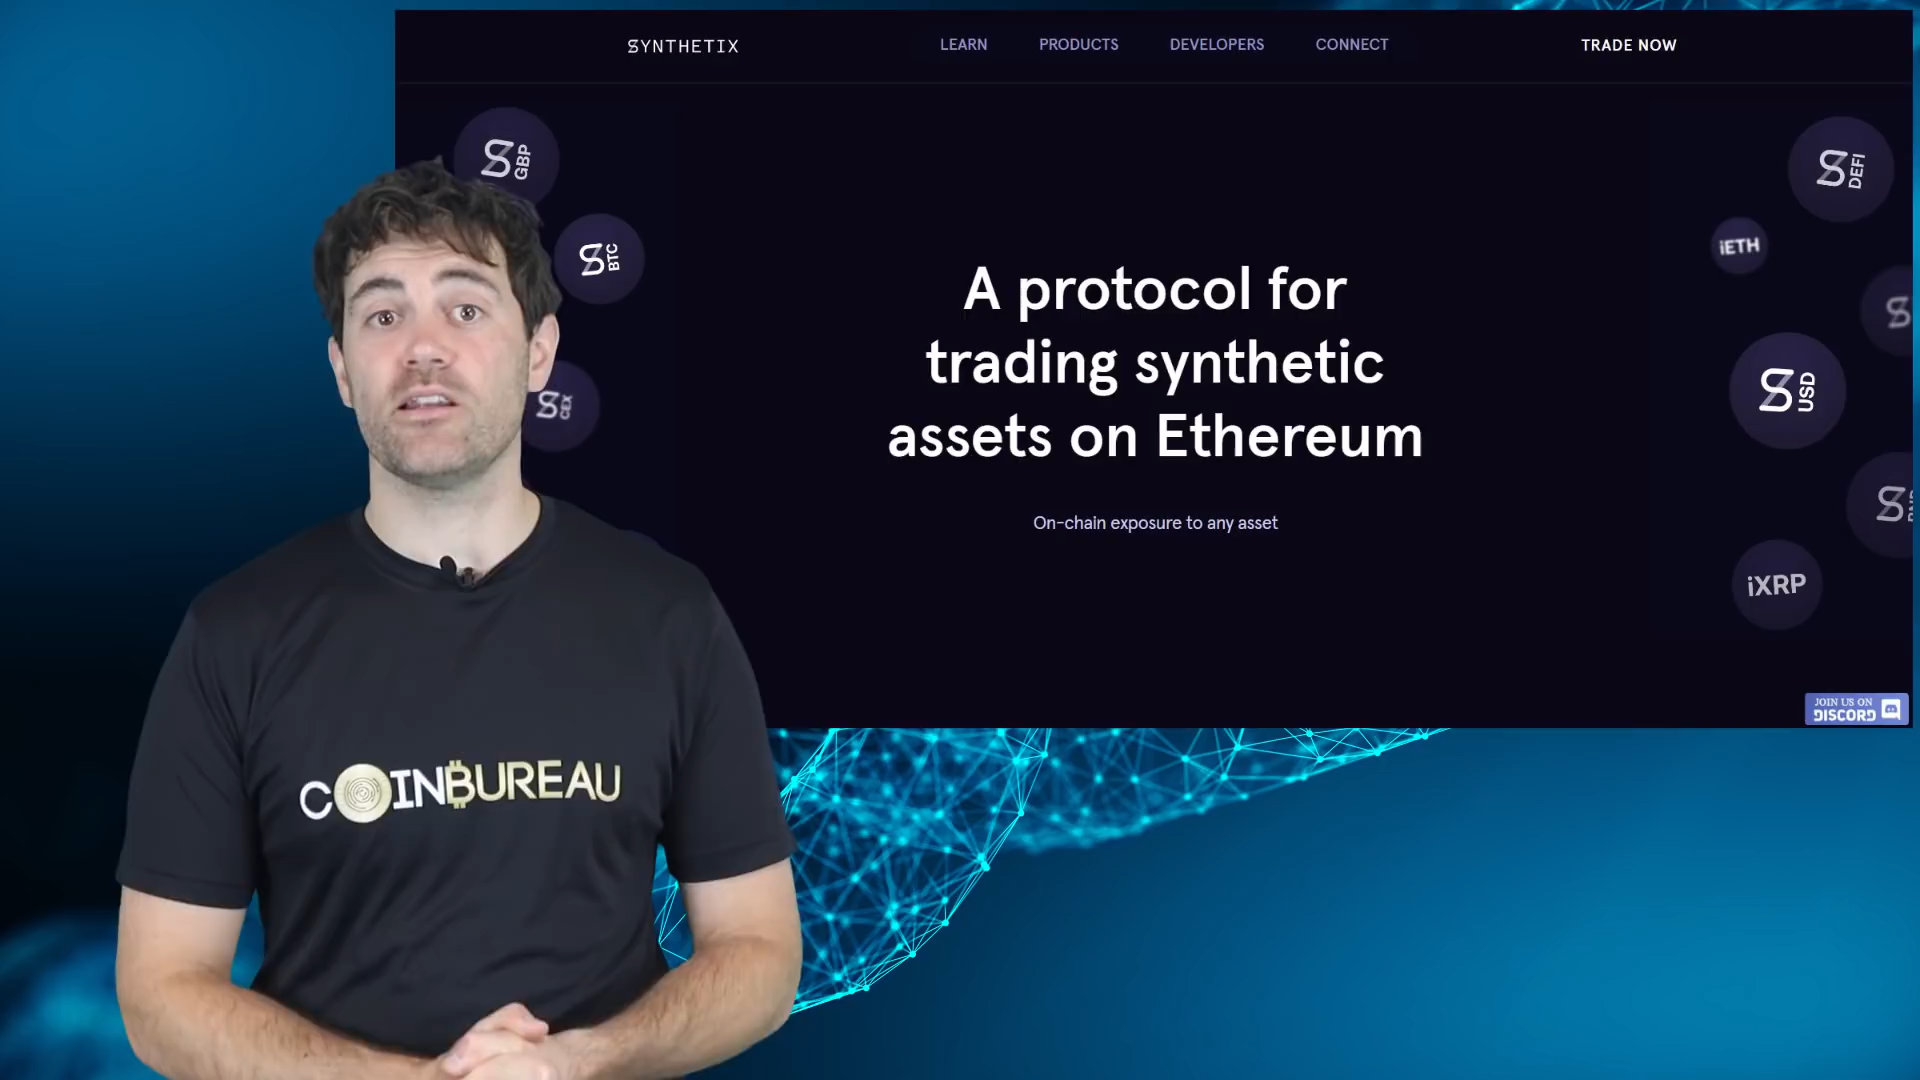 SYNTHETIX
LEARN
PRODUCTS
DEVELOPERS
CONNECT
TRADE NOW
GBP
BTC
CEX
DEFI
iETH
USD
iXRP
A protocol for
trading synthetic
assets on Ethereum
On-chain exposure to any asset
JOIN US ON
DISCORD
COINBUREAU